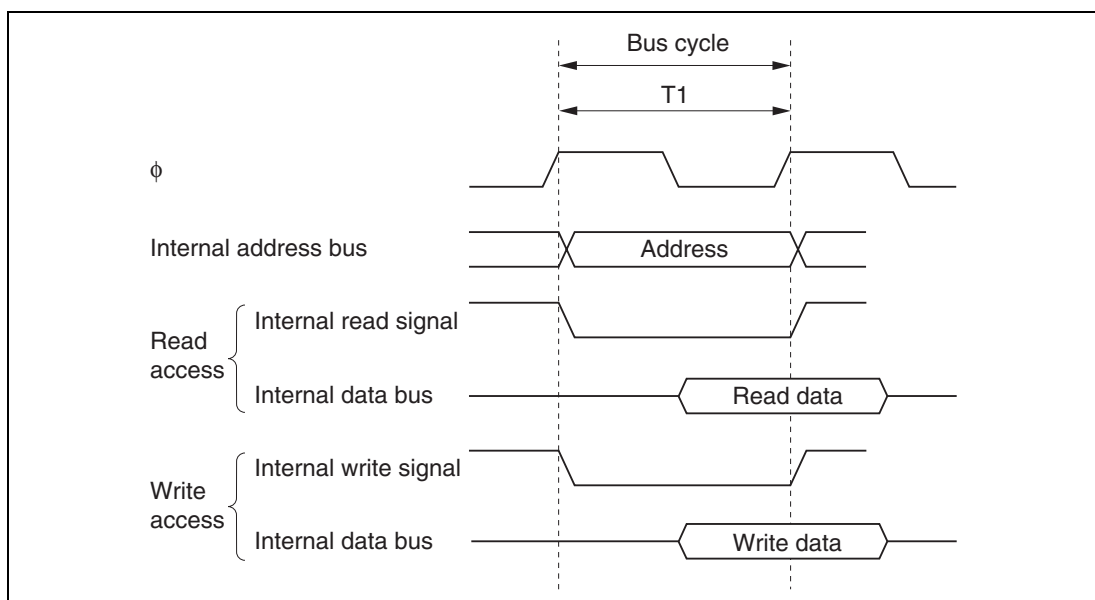 Bus cycle
T1
ϕ
Internal address bus
Address
Read
access
Internal read signal
Internal data bus
Read data
Write
access
Internal write signal
Internal data bus
Write data